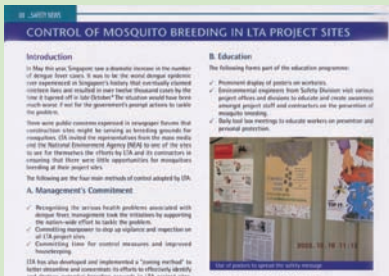 SAFETY NEWS
CONTROL OF MOSQUITO BREEDING IN LTA PROJECT SITES
Introduction
In May this year, Singapore saw a dramatic increase in the number
of dengue fever cases. It was to be the worst dengue epidemic
ever experienced in Singapore's history that eventually claimed
nineteen lives and resulted in over twelve thousand cases by the
time it tapered off in late October. The situation would have been
much worse if not for the government's prompt actions to tackle
the problem.
There were public concerns expressed in newspaper forums that
construction sites might be serving as breeding grounds for
mosquitoes. LTA invited the representatives from the mass media
and the National Environment Agency (NEA) to one of the sites
to see for themselves the efforts by LTA and its contractors in
ensuring that there were little opportunities for mosquitoes
breeding at their project sites.
The following are the four main methods of control adopted by LTA.
A. Management's Commitment
✓ Recognising the serious health problems associated with
dengue fever, management took the initiatives by supporting
the nation-wide effort to tackle the problem.
✓ Committing manpower to step up vigilance and inspection on
all LTA project sites.
✓ Committing time for control measures and improved
housekeeping.
LTA has also developed and implemented a "zoning method" to
better streamline and concentrate its efforts to effectively identify
B. Education
The following forms part of the education programme:
✓ Prominent display of posters on worksites.
✓ Environmental engineers from Safety Division visit various
project offices and divisions to educate and create awareness
amongst project staff and contractors on the prevention of
mosquito breeding.
✓ Daily tool box meetings to educate workers on prevention and
personal protection.
Use of posters to spread the safety message